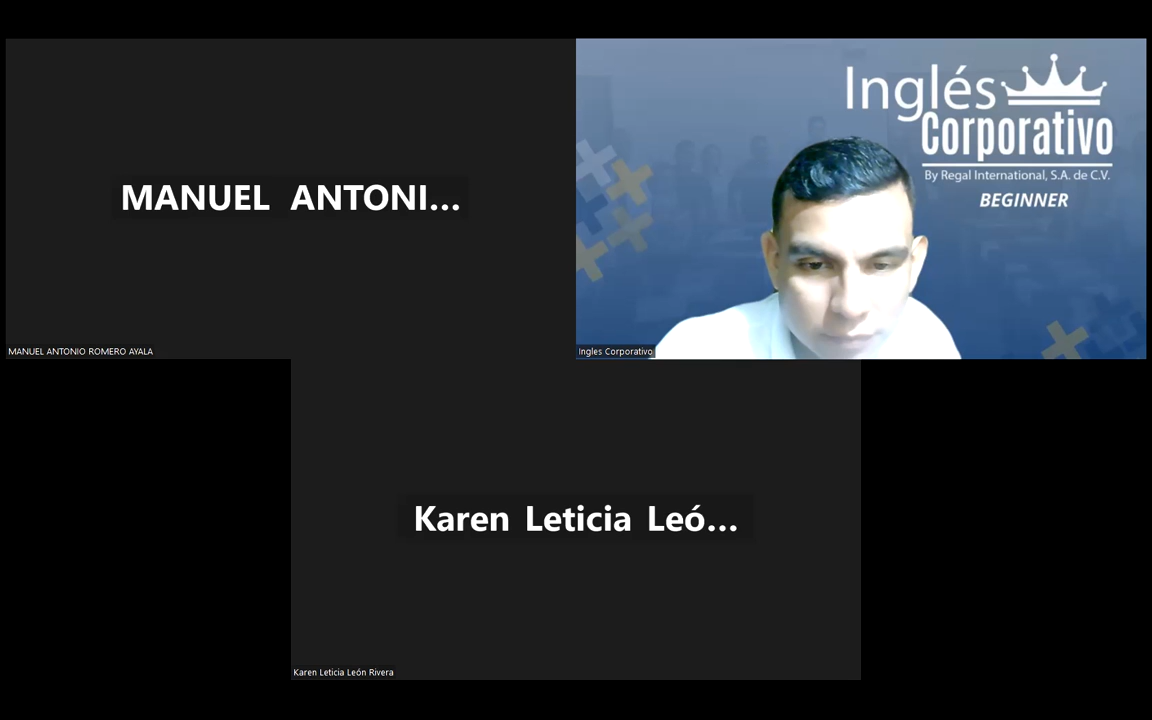 MANUEL ANTONI...
MANUEL ANTONIO ROMERO AYALA
Inglés
Corporativo
By Regal International, S.A. de C.V.
BEGINNER
Ingles Corporativo
Karen Leticia Leó...
Karen Leticia León Rivera